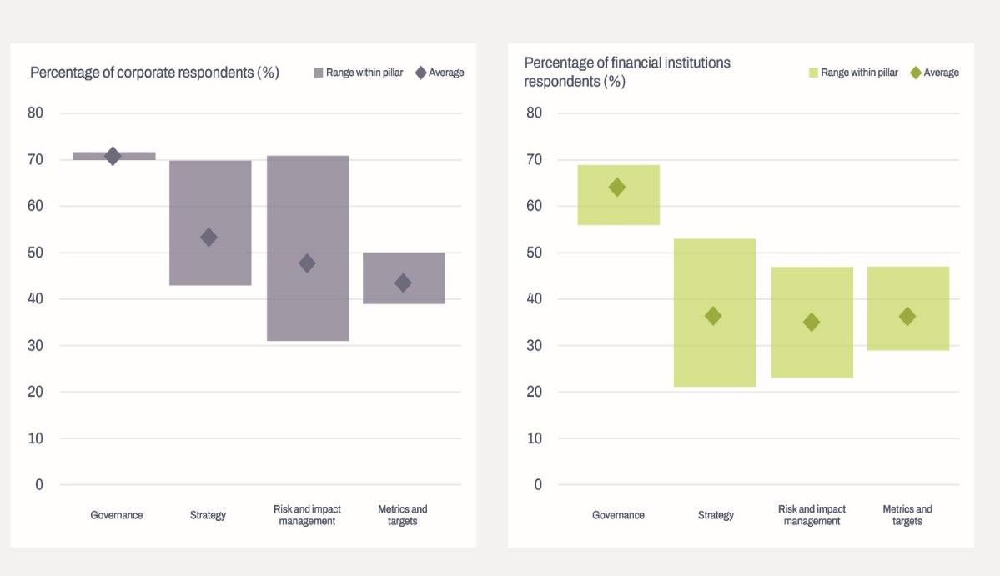 Percentage of corporate respondents (%)
Range within pillar
Average
80
70
60
50
40
30
20
10
0
Governance
Strategy
Risk and impact
management
Metrics and
targets
Percentage of financial institutions
respondents (%)
Range within pillar
Average
80
70
60
50
40
30
20
10
0
Governance
Strategy
Risk and impact
management
Metrics and
targets